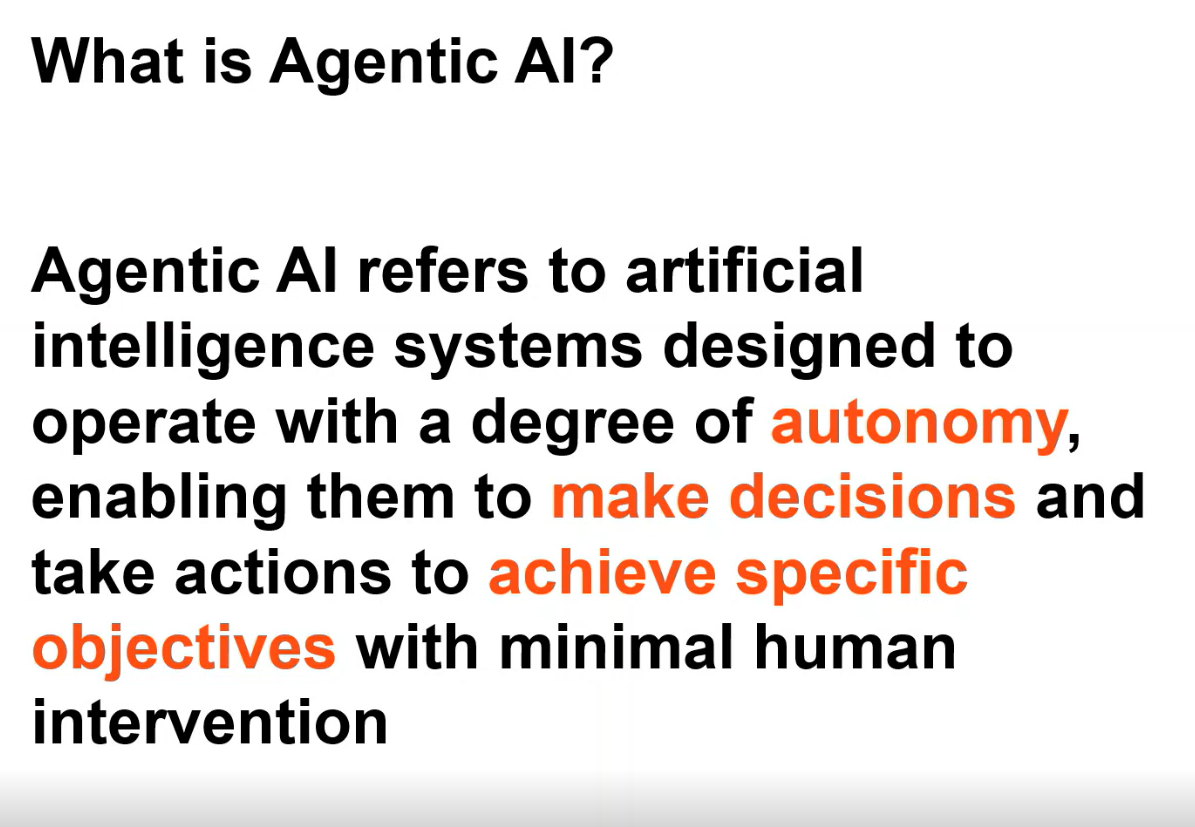 What is Agentic AI?
Agentic AI refers to artificial
intelligence systems designed to
operate with a degree of autonomy,
enabling them to make decisions and
take actions to achieve specific
objectives with minimal human
intervention